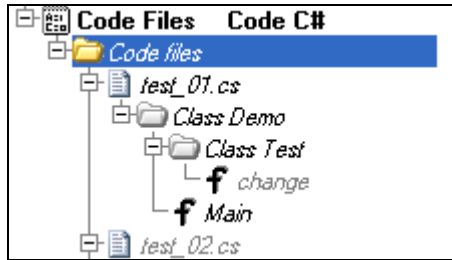 Code Files Code C#
Code files
test_01.cs
Class Demo
Class Test
change
Main
test_02.cs